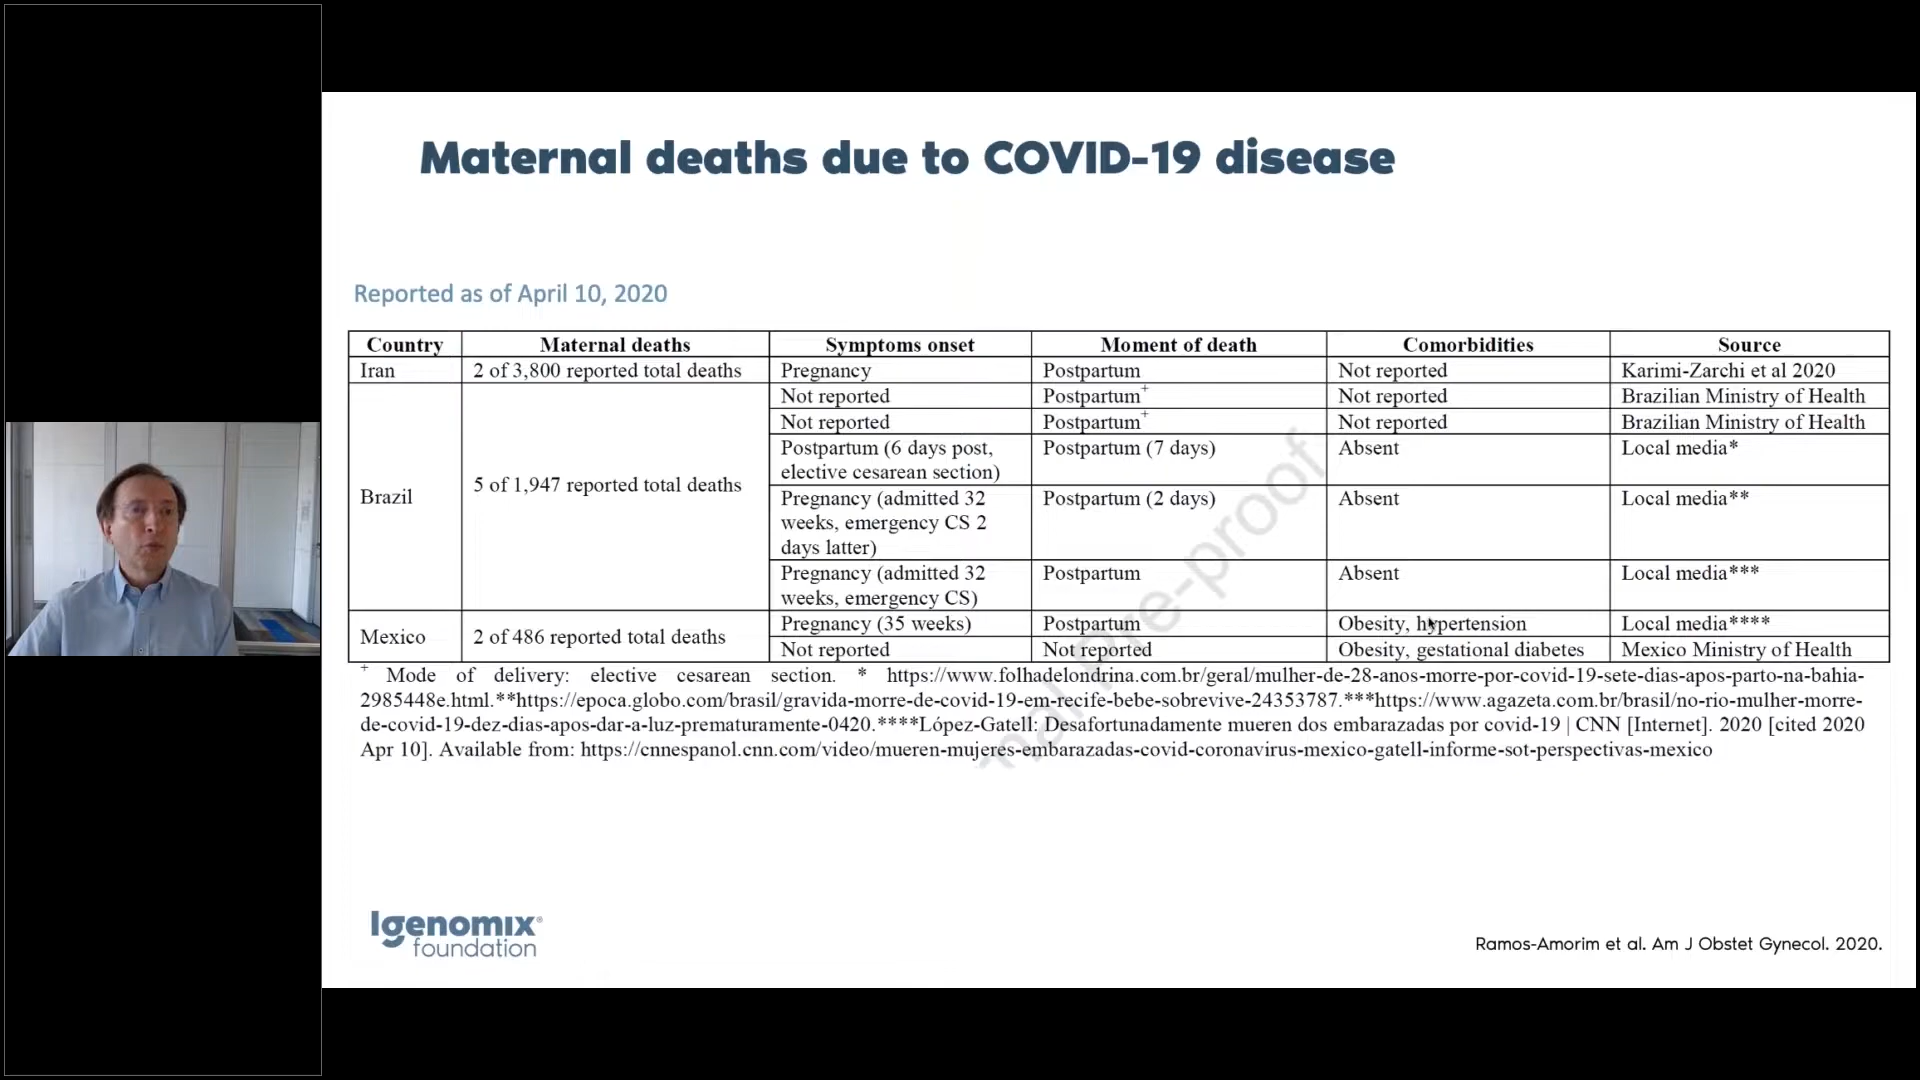 Maternal deaths due to COVID-19 disease
Reported as of April 10, 2020
Country Maternal deaths Symptoms onset Moment of death Comorbidities Source
Iran 2 of 3,800 reported total deaths Pregnancy Postpartum Not reported Karimi-Zarchi et al 2020
Brazil 5 of 1,947 reported total deaths Not reported Postpartum+ Not reported Brazilian Ministry of Health
Not reported Postpartum+ Not reported Brazilian Ministry of Health
Postpartum (6 days post, Postpartum (7 days) Absent Local media*
elective cesarean section)
Pregnancy (admitted 32 Postpartum (2 days) Absent Local media**
weeks, emergency CS 2
days latter)
Pregnancy (admitted 32 Postpartum Absent Local media***
weeks, emergency CS)
Mexico 2 of 486 reported total deaths Pregnancy (35 weeks) Postpartum Obesity, hypertension Local media****
Not reported Not reported Obesity, gestational diabetes Mexico Ministry of Health
+ Mode of delivery: elective cesarean section. * https://www.folhadelondrina.com.br/geral/mulher-de-28-anos-morre-por-covid-19-sete-dias-apos-parto-na-bahia-
2985448e.html.**https://epoca.globo.com/brasil/gravida-morre-de-covid-19-em-recife-bebe-sobrevive-24353787.***https://www.agazeta.com.br/brasil/no-rio-mulher-morre-
de-covid-19-dez-dias-apos-dar-a-luz-prematuramente-0420.****López-Gatell: Desafortunadamente mueren dos embarazadas por covid-19 | CNN [Internet]. 2020 [cited 2020
Apr 10]. Available from: https://cnnespanol.cnn.com/video/mueren-mujeres-embarazadas-covid-coronavirus-mexico-gatell-informe-sot-perspectivas-mexico
Pre-proof
Igenomix®
foundation
Ramos-Amorim et al. Am J Obstet Gynecol. 2020.